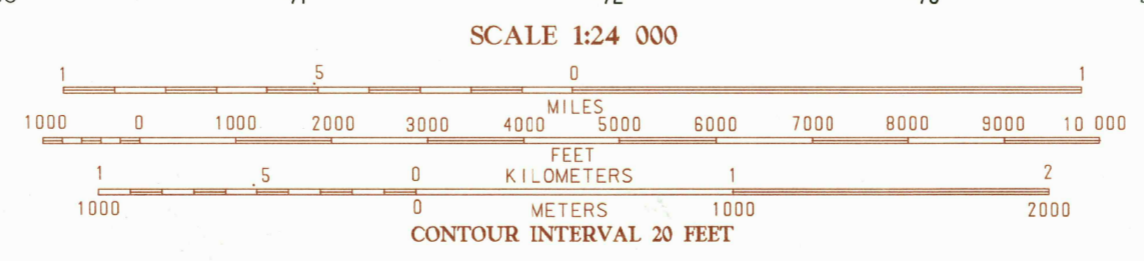 SCALE 1:24 000
1 .5 0 1
MILES
1000 0 1000 2000 3000 4000 5000 6000 7000 8000 9000 10 000
FEET
1 .5 0 KILOMETERS 1 2
1000 0 METERS 1000 2000
CONTOUR INTERVAL 20 FEET